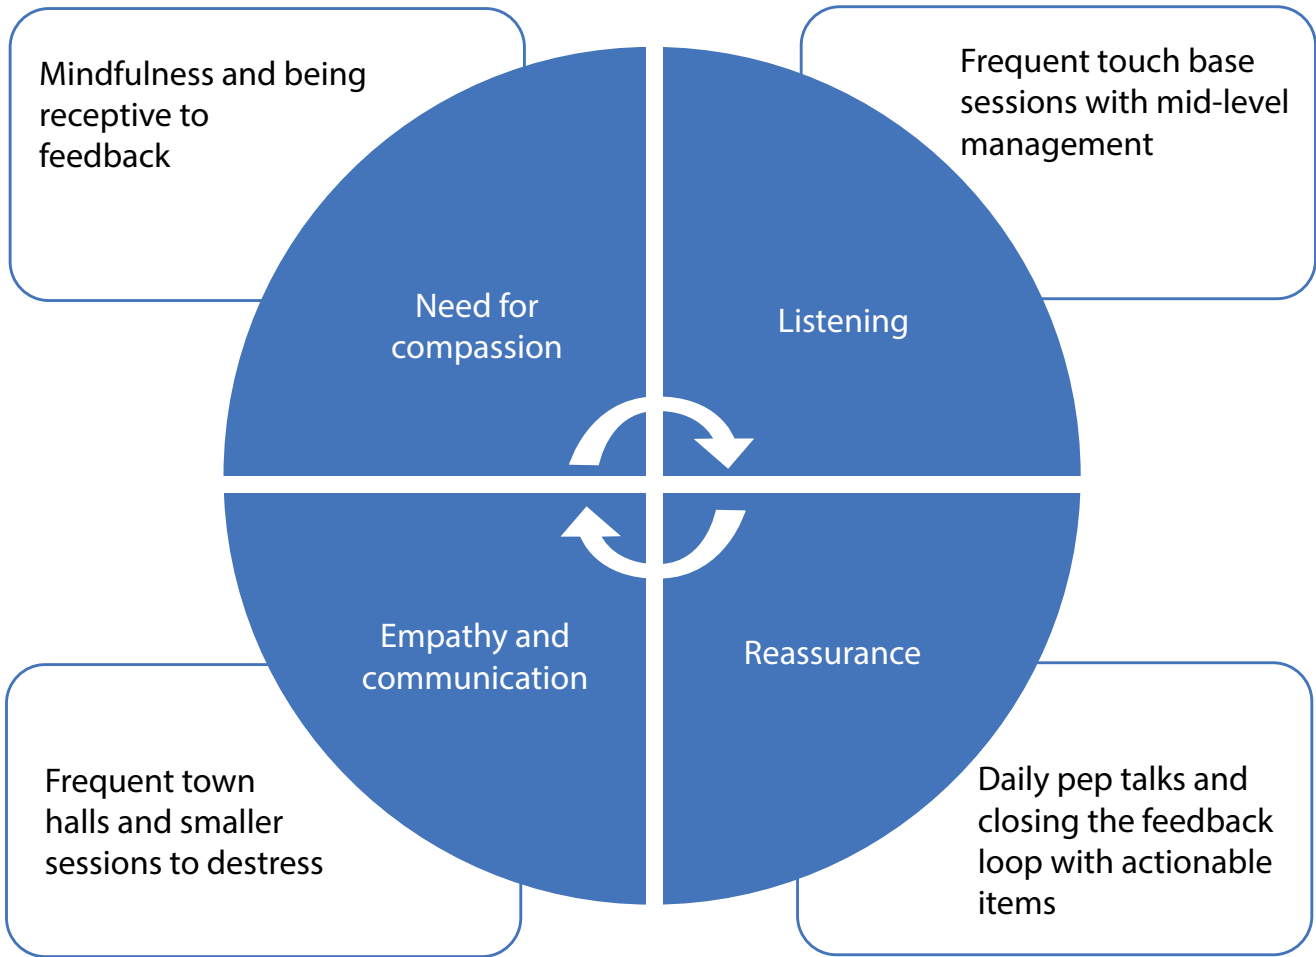 Mindfulness and being
receptive to
feedback
Frequent touch base
sessions with mid-level
management
Need for
compassion
Listening
Empathy and
communication
Reassurance
Frequent town
halls and smaller
sessions to destress
Daily pep talks and
closing the feedback
loop with actionable
items